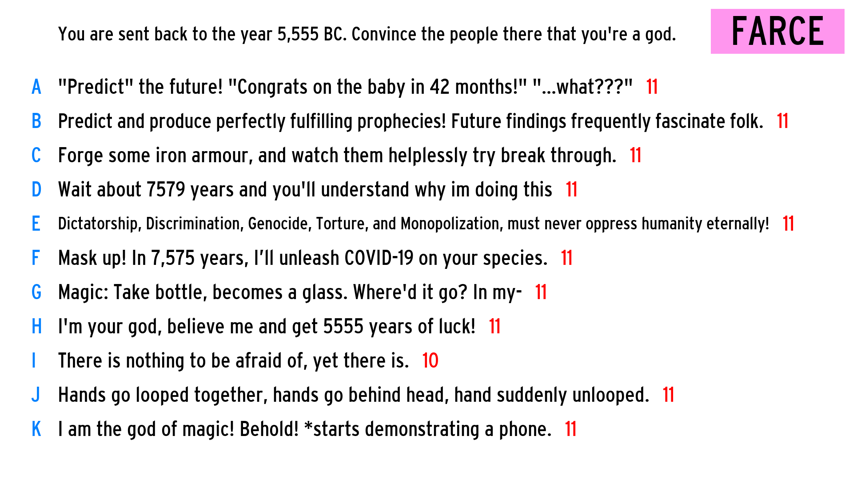 You are sent back to the year 5,555 BC. Convince the people there that you're a god.
FARCE
A "Predict" the future! "Congrats on the baby in 42 months!" "...what???" 11
B Predict and produce perfectly fulfilling prophecies! Future findings frequently fascinate folk. 11
C Forge some iron armour, and watch them helplessly try break through. 11
D Wait about 7579 years and you'll understand why im doing this 11
E Dictatorship, Discrimination, Genocide, Torture, and Monopolization, must never oppress humanity eternally! 11
F Mask up! In 7,575 years, I’ll unleash COVID-19 on your species. 11
G Magic: Take bottle, becomes a glass. Where'd it go? In my- 11
H I'm your god, believe me and get 5555 years of luck! 11
I There is nothing to be afraid of, yet there is. 10
J Hands go looped together, hands go behind head, hand suddenly unlooped. 11
K I am the god of magic! Behold! *starts demonstrating a phone. 11